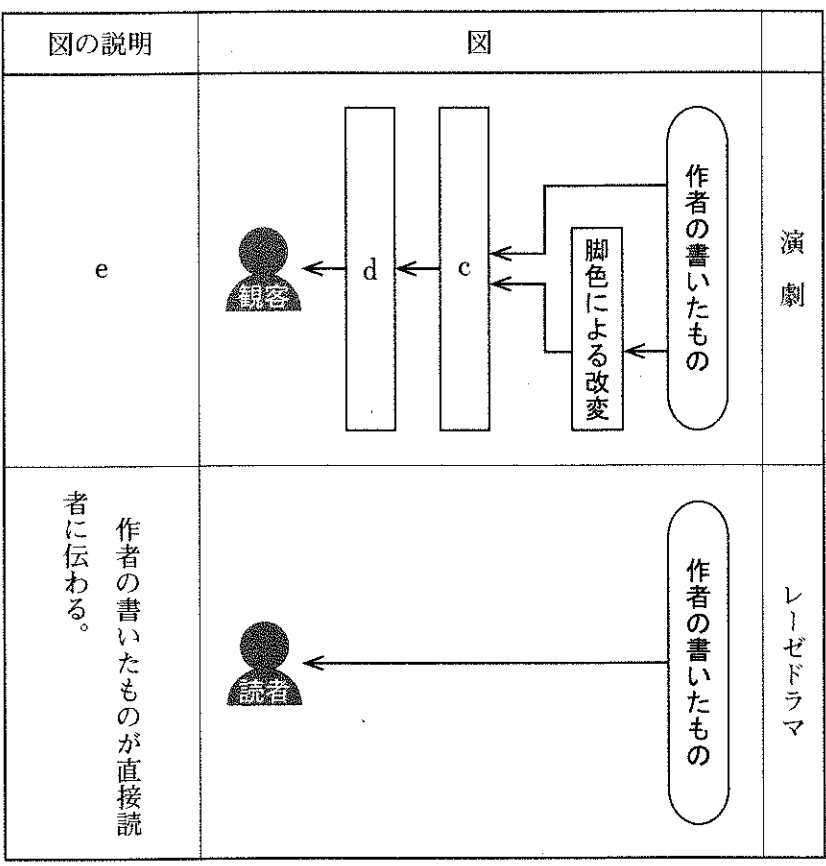 演劇
レーゼドラマ
図
作者の書いたもの
脚色による改変
c
d
観客
作者の書いたもの
読者
図の説明
e
作者の書いたものが直接読
者に伝わる。